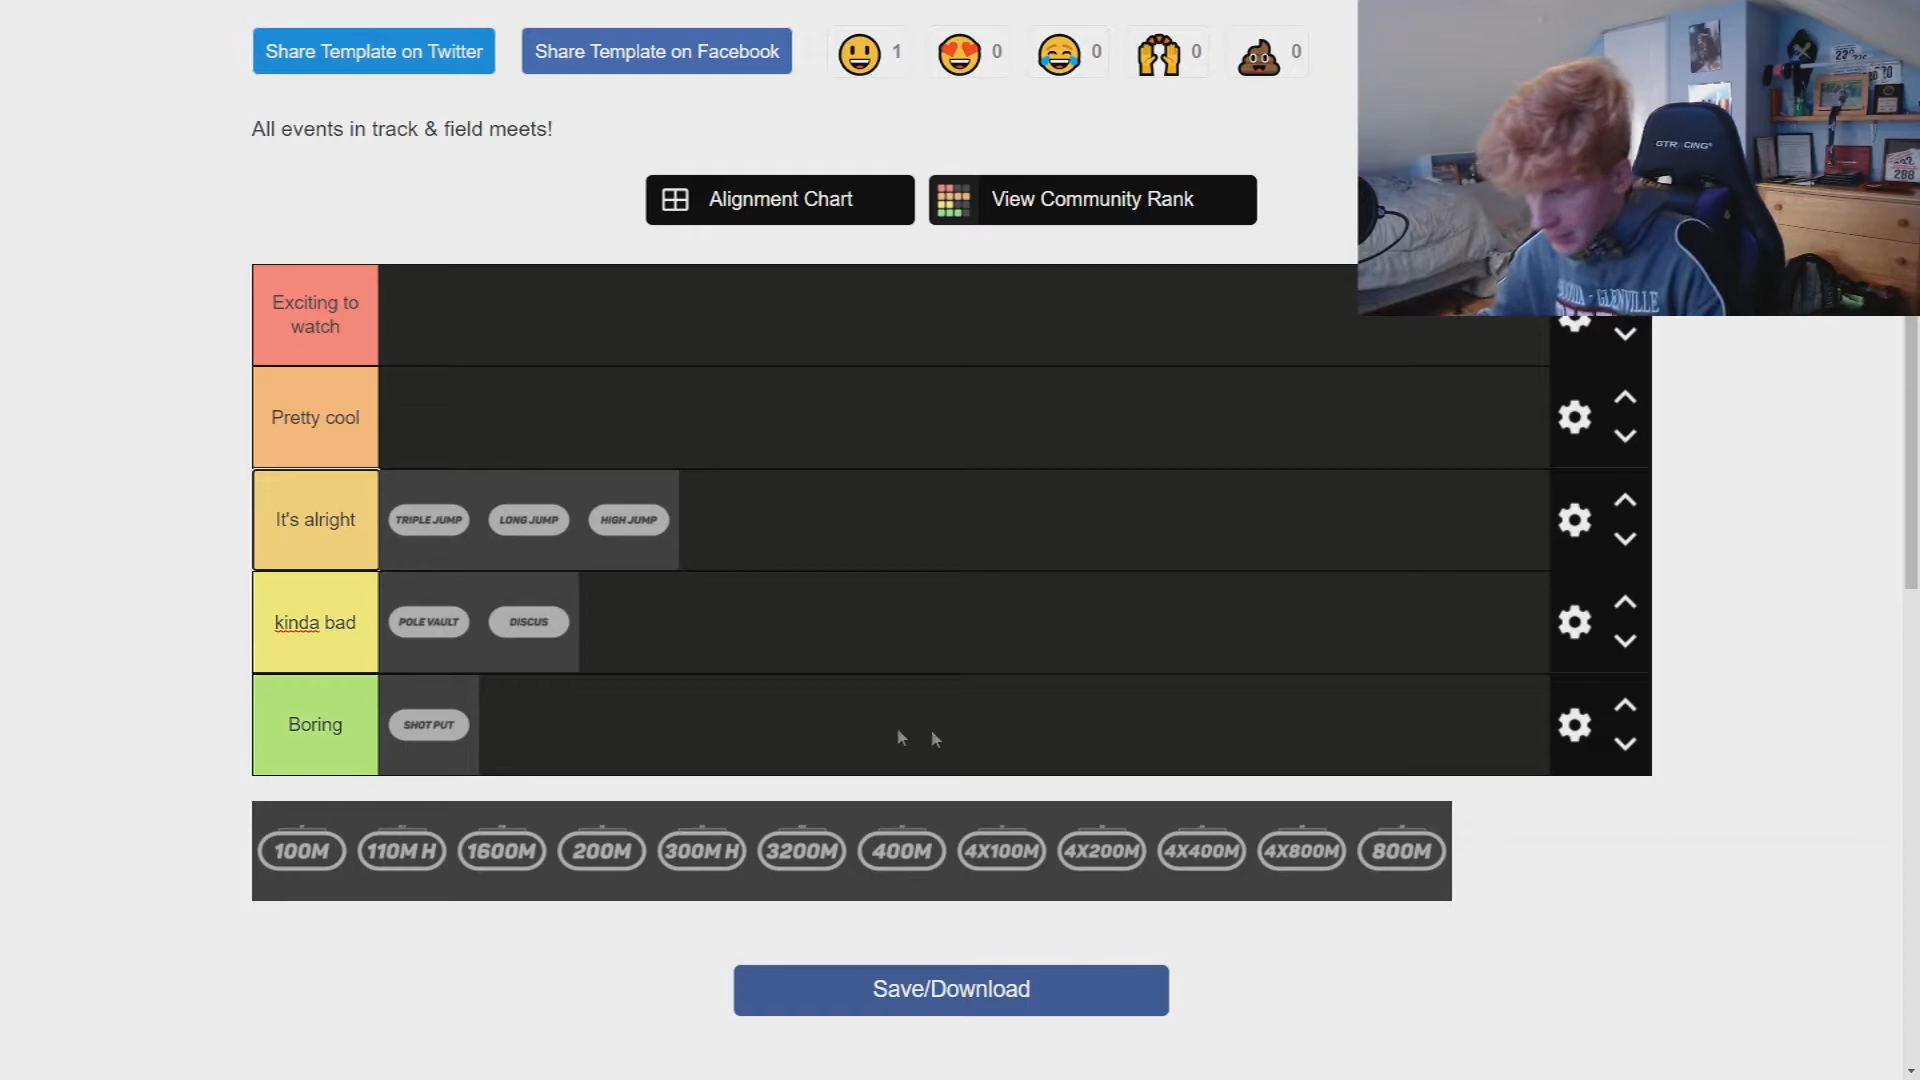 Share Template on Twitter
Share Template on Facebook
1
0
0
0
0
All events in track & field meets!
Alignment Chart
View Community Rank
Exciting to
watch
Pretty cool
It's alright
TRIPLE JUMP
LONG JUMP
HIGH JUMP
kinda bad
POLE VAULT
DISCUS
Boring
SHOT PUT
100M
110M H
1600M
200M
300M H
3200M
400M
4X100M
4X200M
4X400M
4X800M
800M
Save/Download
GLENVILLE
288